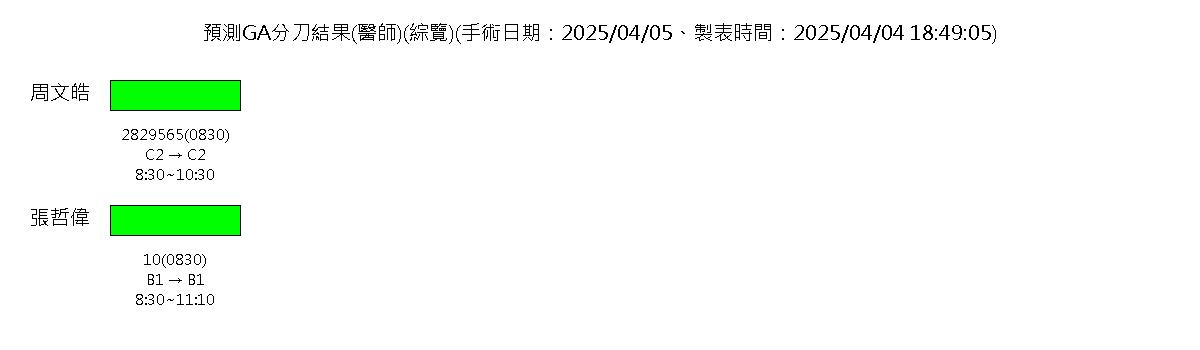 預測GA分刀結果(醫師)(綜覽)(手術日期：2025/04/05、製表時間：2025/04/04 18:49:05)
周文皓
2829565(0830)
C2 → C2
8:30~10:30
張哲偉
10(0830)
B1 → B1
8:30~11:10